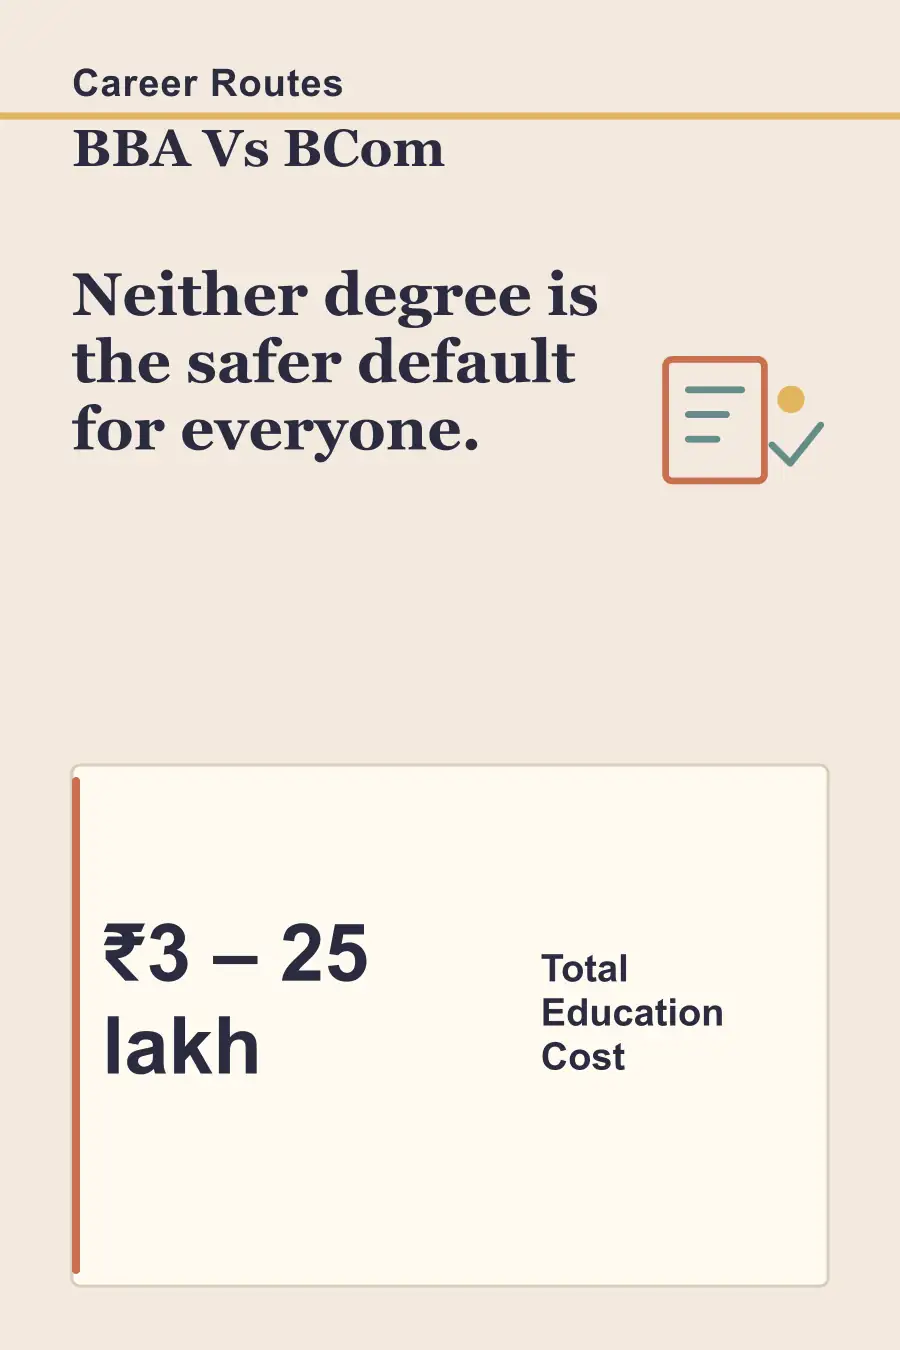 Career Routes
BBA Vs BCom
Neither degree is
the safer default
for everyone.
₹3 – 25
lakh
Total
Education
Cost